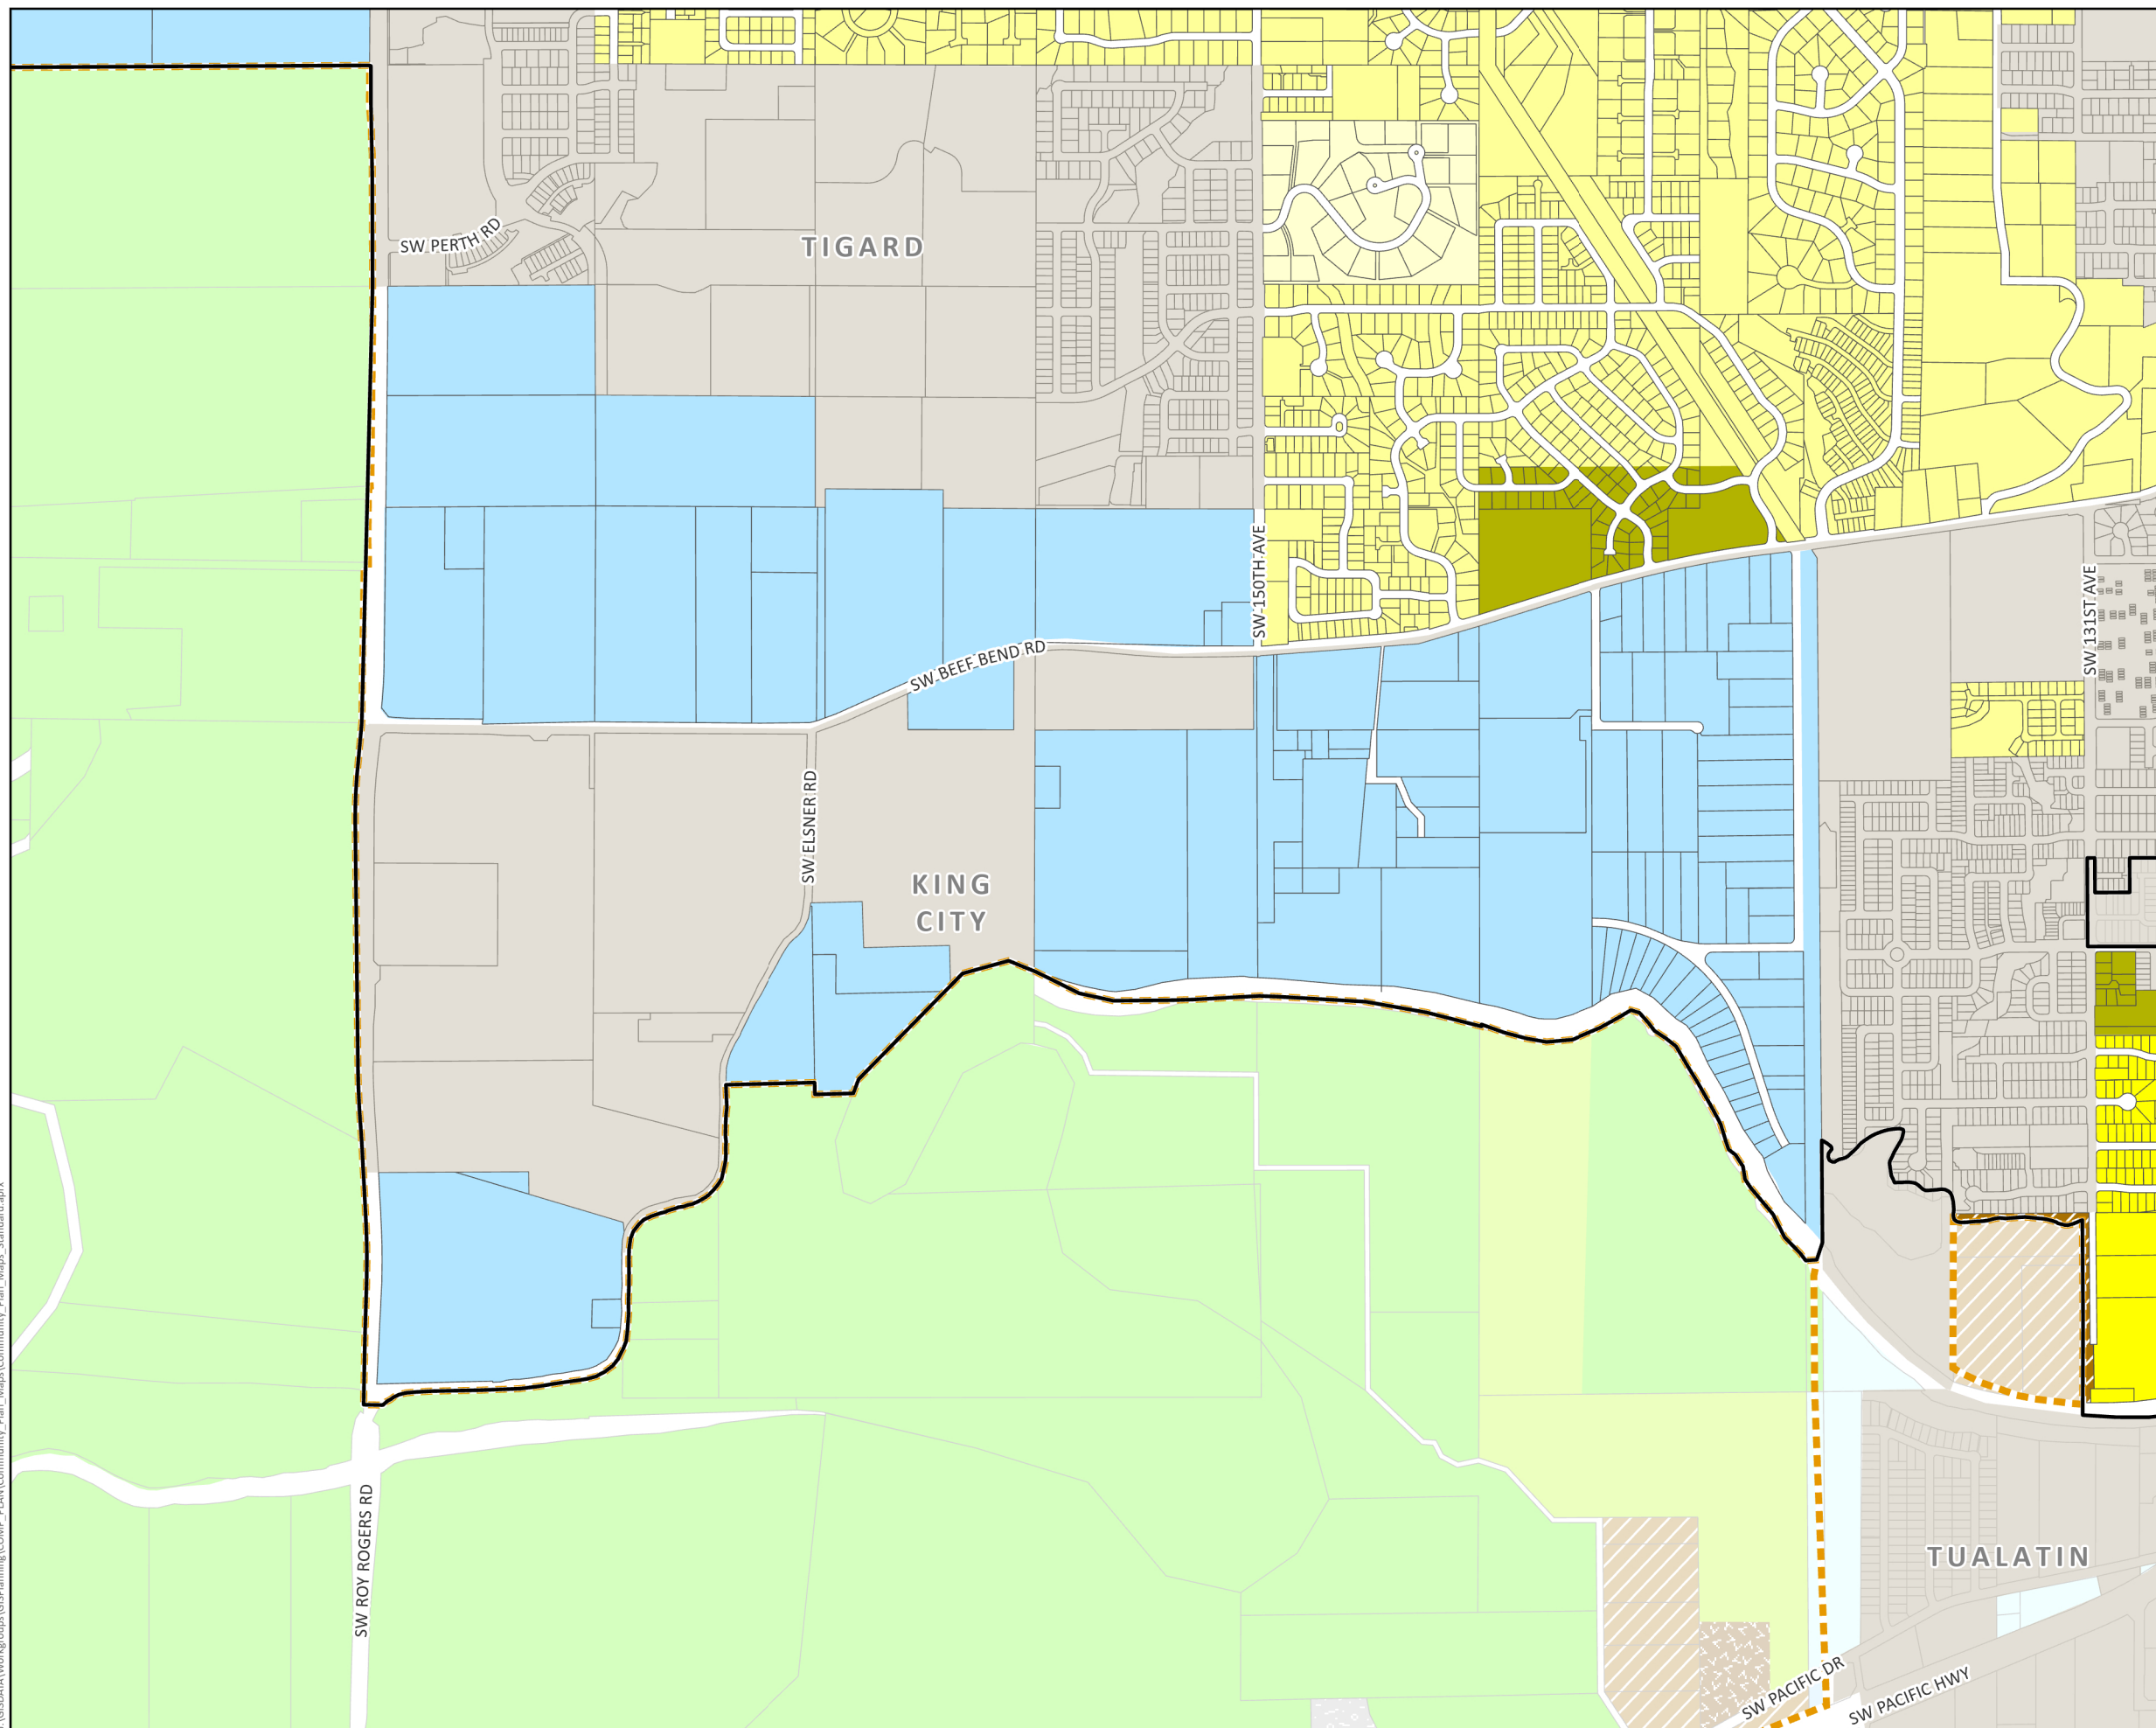 SW PERTH RD
TIGARD
SW 150TH AVE
SW 131ST AVE
SW BEEF BEND RD
SW ELSNER RD
KING
CITY
SW ROY ROGERS RD
TUALATIN
SW PACIFIC DR
SW PACIFIC HWY